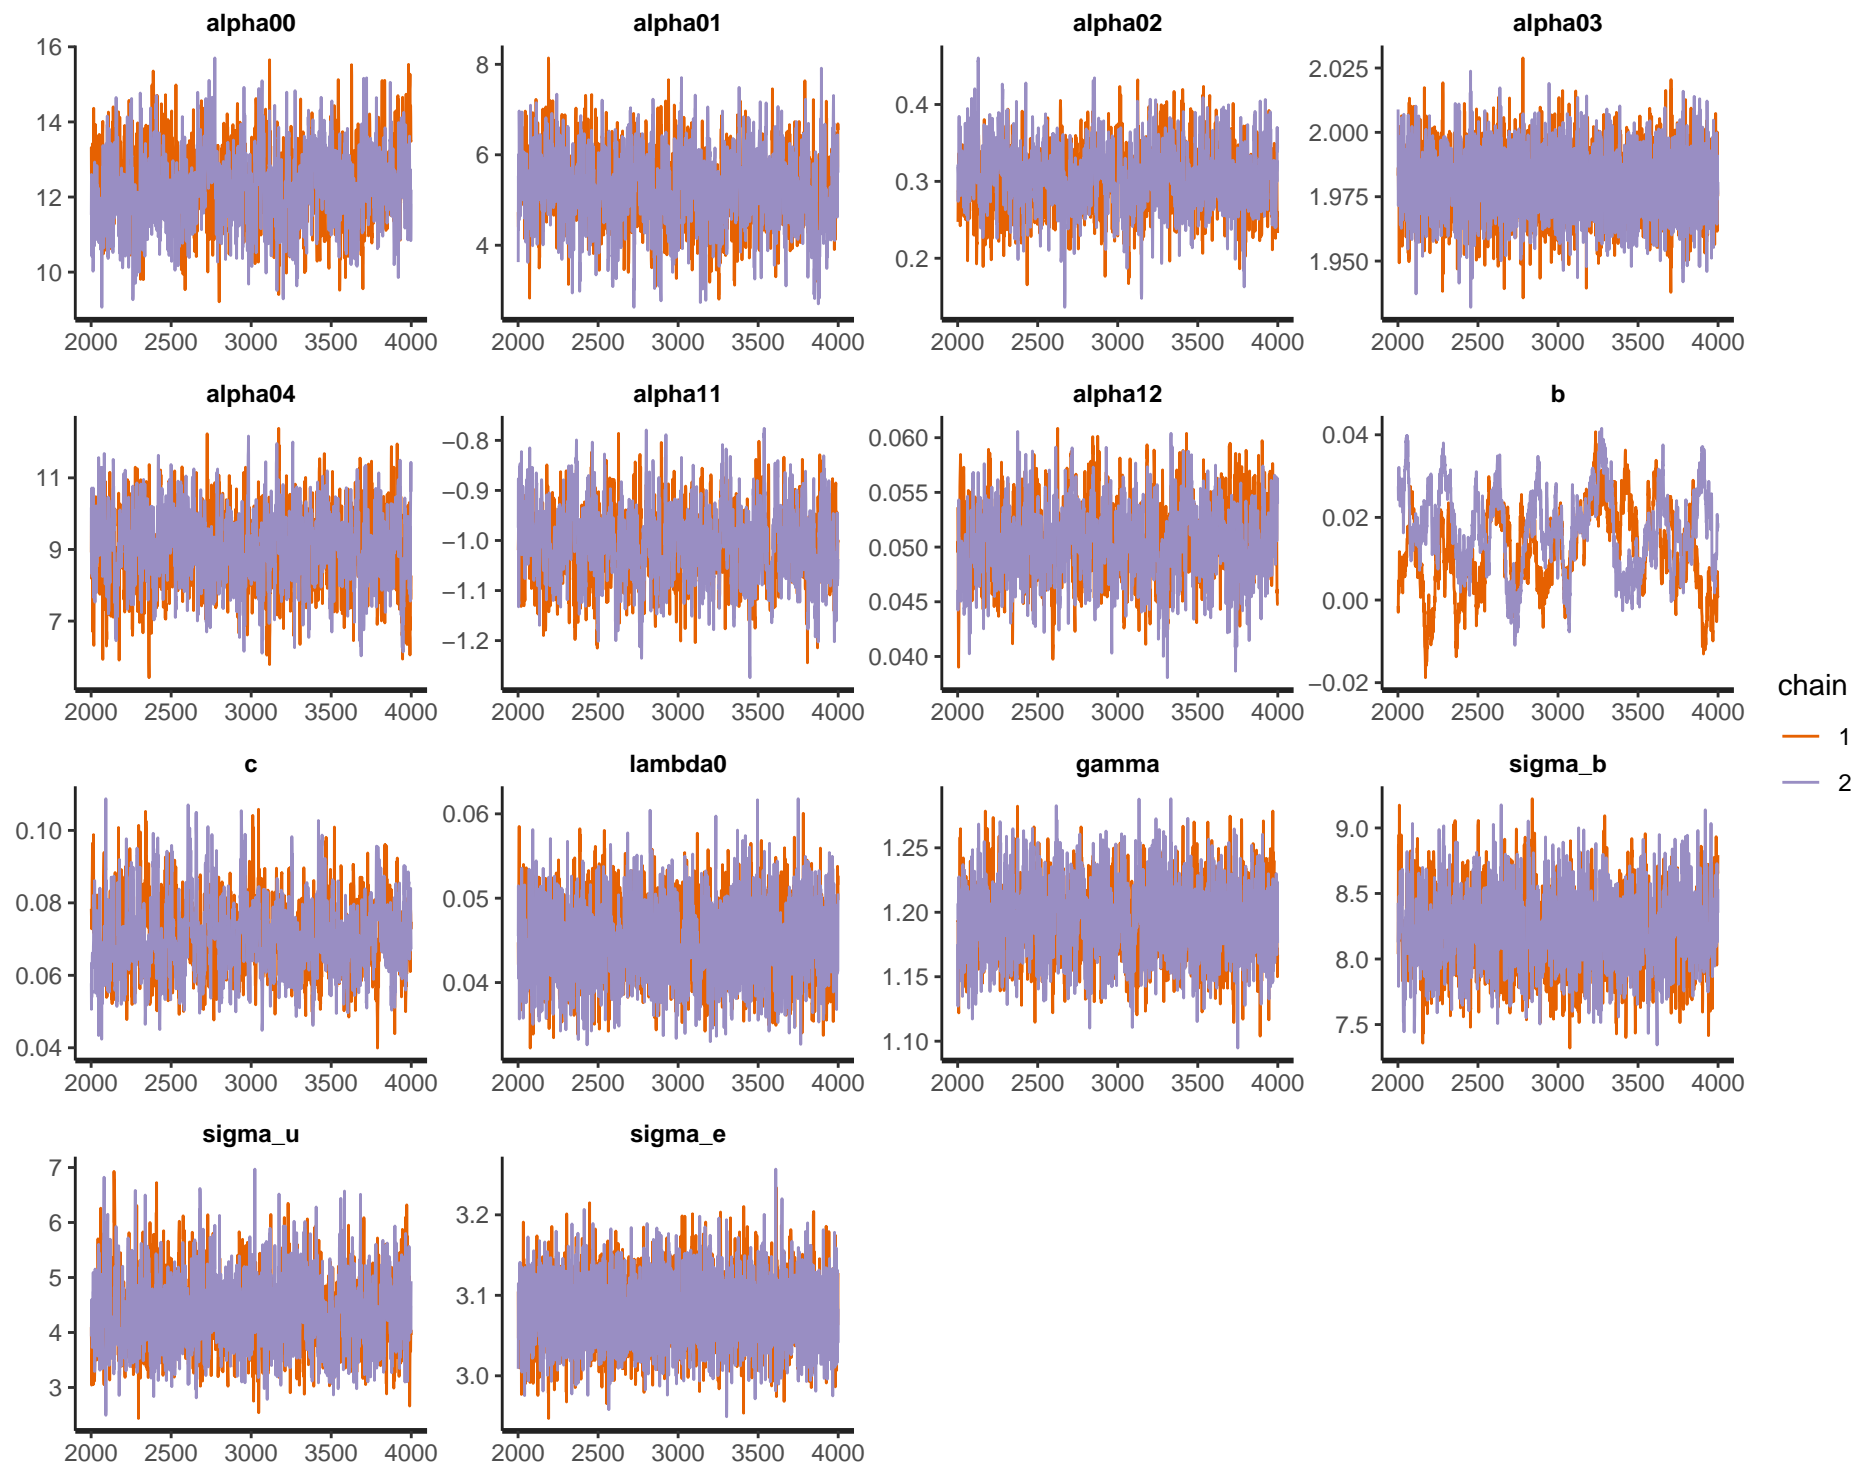 alpha00 alpha01 alpha02 alpha03
16 14 12 10
8 6 4
0.4 0.3 0.2
2.025 2.000 1.975 1.950
2000 2500 3000 3500 4000 2000 2500 3000 3500 4000 2000 2500 3000 3500 4000 2000 2500 3000 3500 4000
alpha04 alpha11 alpha12 b
11 9 7
−0.8 −0.9 −1.0 −1.1 −1.2
0.060 0.055 0.050 0.045 0.040
0.04 0.02 0.00 −0.02
2000 2500 3000 3500 4000 2000 2500 3000 3500 4000 2000 2500 3000 3500 4000 2000 2500 3000 3500 4000
c lambda0 gamma sigma_b
0.10 0.08 0.06 0.04
0.06 0.05 0.04
1.25 1.20 1.15 1.10
9.0 8.5 8.0 7.5
2000 2500 3000 3500 4000 2000 2500 3000 3500 4000 2000 2500 3000 3500 4000 2000 2500 3000 3500 4000
sigma_u sigma_e
7 6 5 4 3
3.2 3.1 3.0
2000 2500 3000 3500 4000 2000 2500 3000 3500 4000
chain
1
2